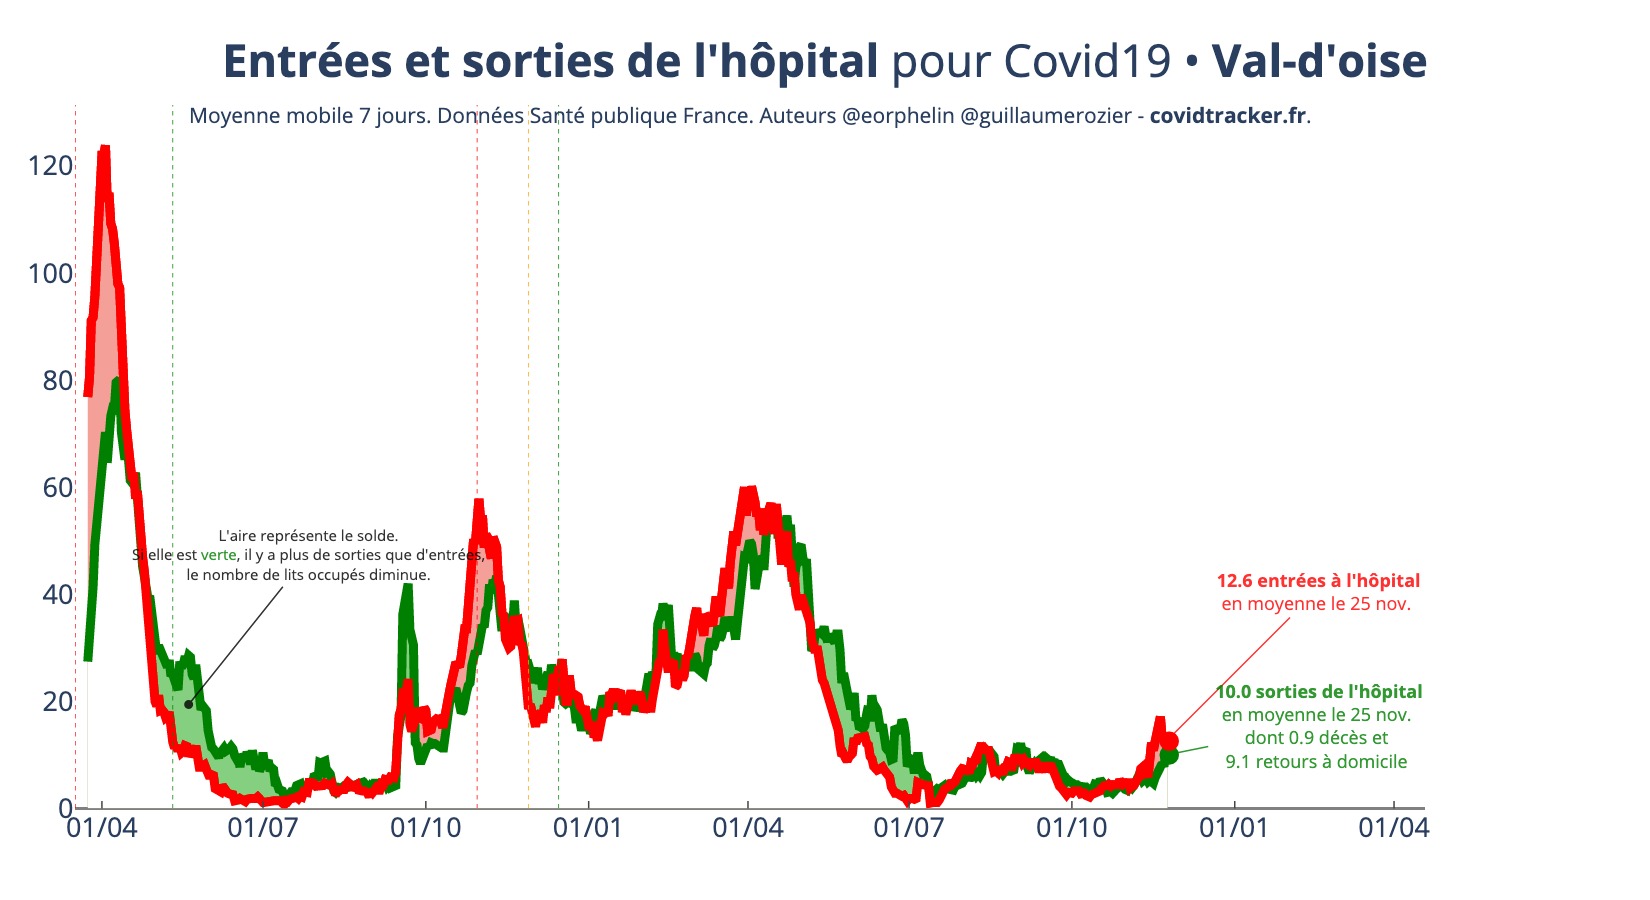 Entrées et sorties de l'hôpital pour Covid19 • Val-d'oise
Moyenne mobile 7 jours. Données Santé publique France. Auteurs @eorphelin @guillaumerozier - covidtracker.fr.
120
100
80
60
40
20
0
L'aire représente le solde.
Si elle est verte, il y a plus de sorties que d'entrées,
le nombre de lits occupés diminue.
12.6 entrées à l'hôpital
en moyenne le 25 nov.
10.0 sorties de l'hôpital
en moyenne le 25 nov.
dont 0.9 décès et
9.1 retours à domicile
01/04 01/07 01/10 01/01 01/04 01/07 01/10 01/01 01/04